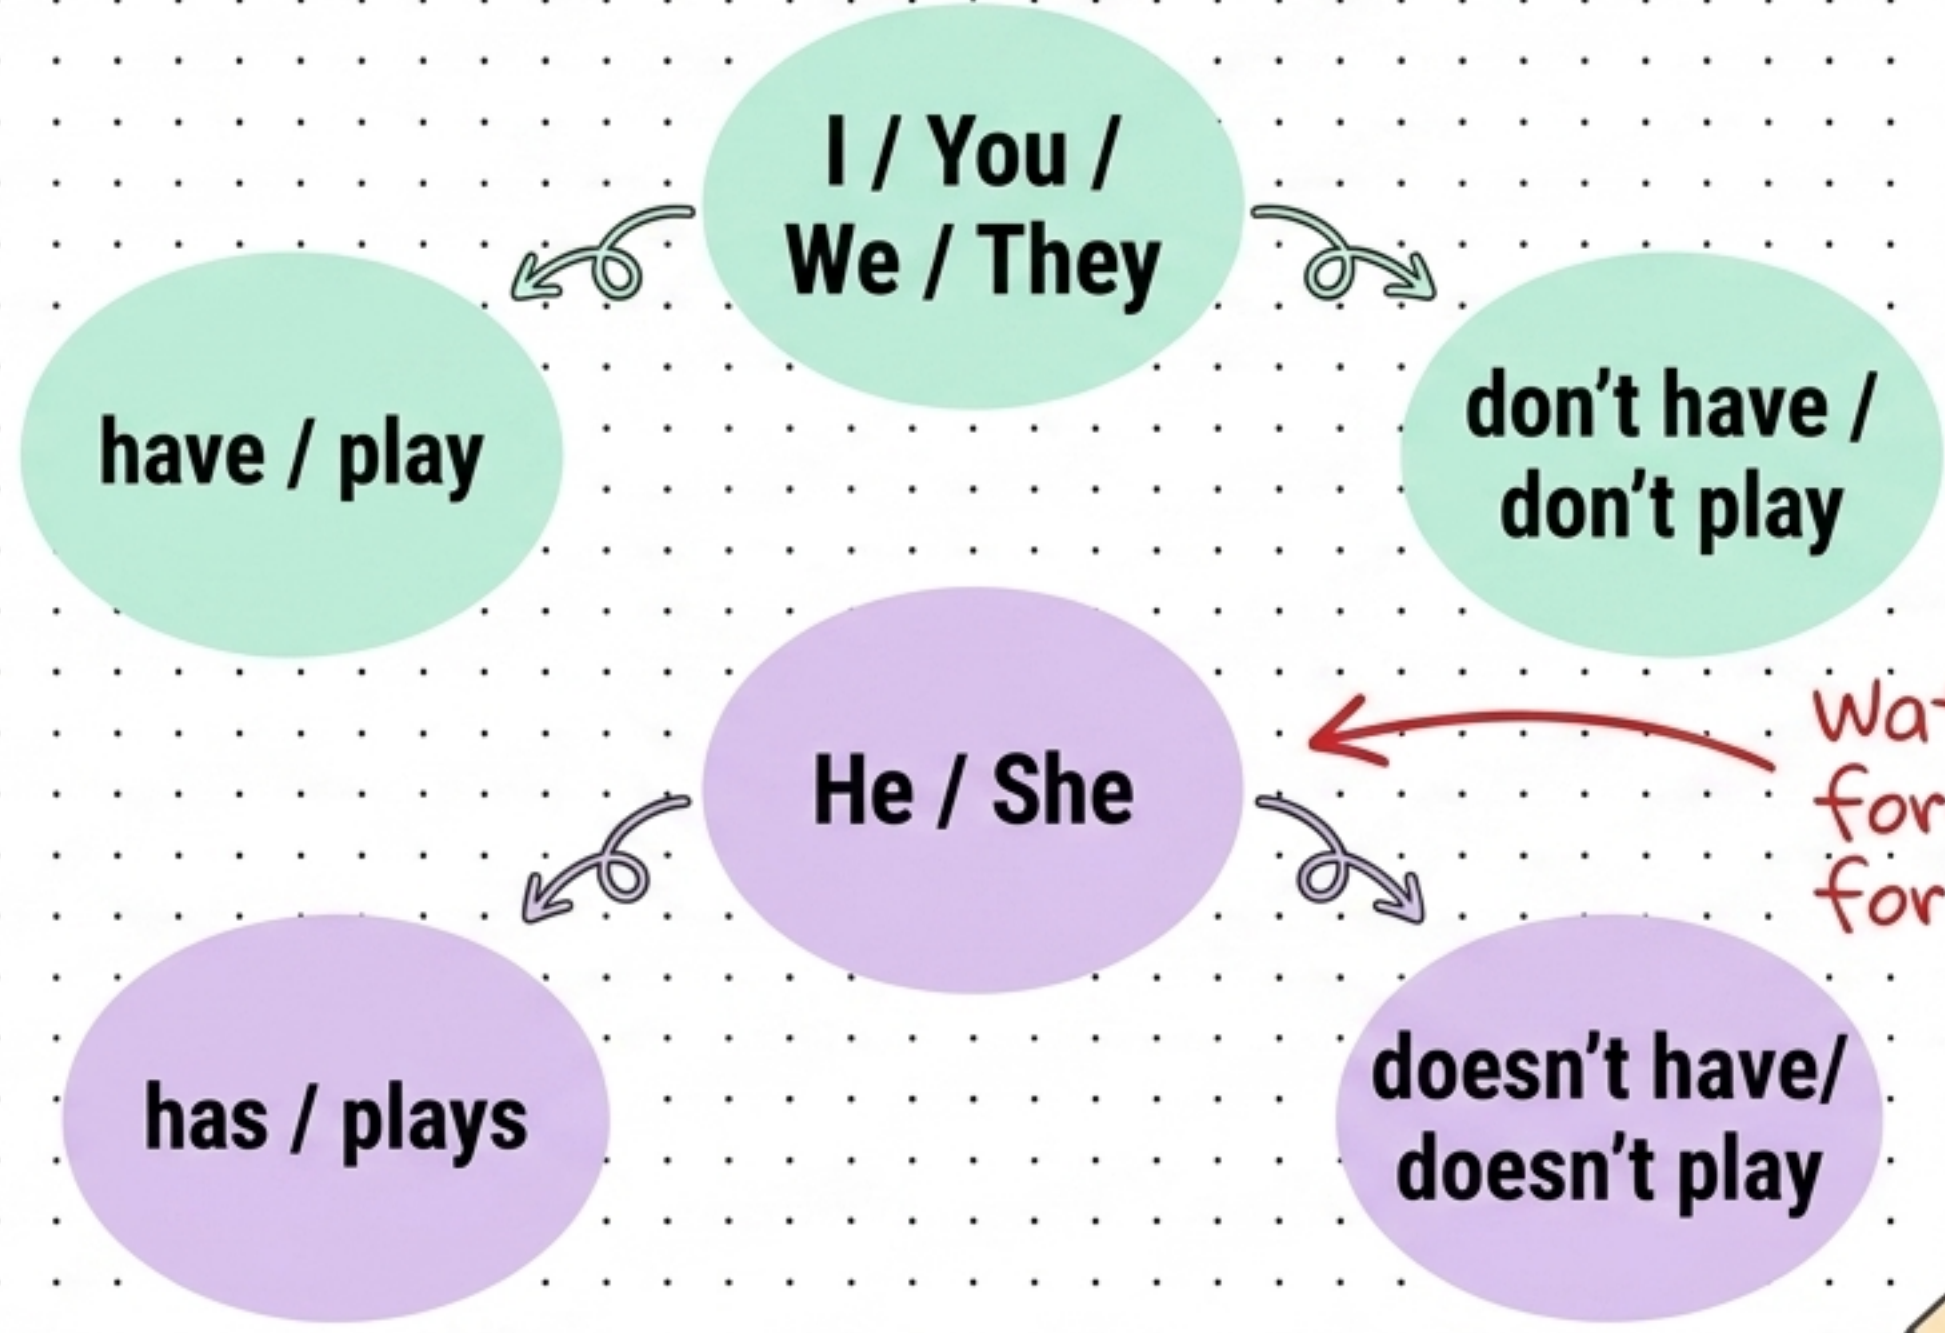 I / You /
We / They
have / play
don't have /
don't play
He / She
for
for
has / plays
doesn't have/
doesn't play